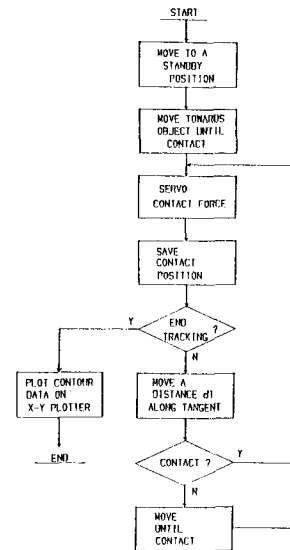 START
MOVE TO A
STANDBY
POSITION
MOVE TOWARDS
OBJECT UNTIL
CONTACT
SERVO
CONTACT FORCE
SAVE
CONTACT
POSITION
END
TRACKING ?
Y
N
PLOT CONTOUR
DATA ON
X-Y PLOTTER
END
MOVE A
DISTANCE d1
ALONG TANGENT
CONTACT ?
Y
N
MOVE
UNTIL
CONTACT